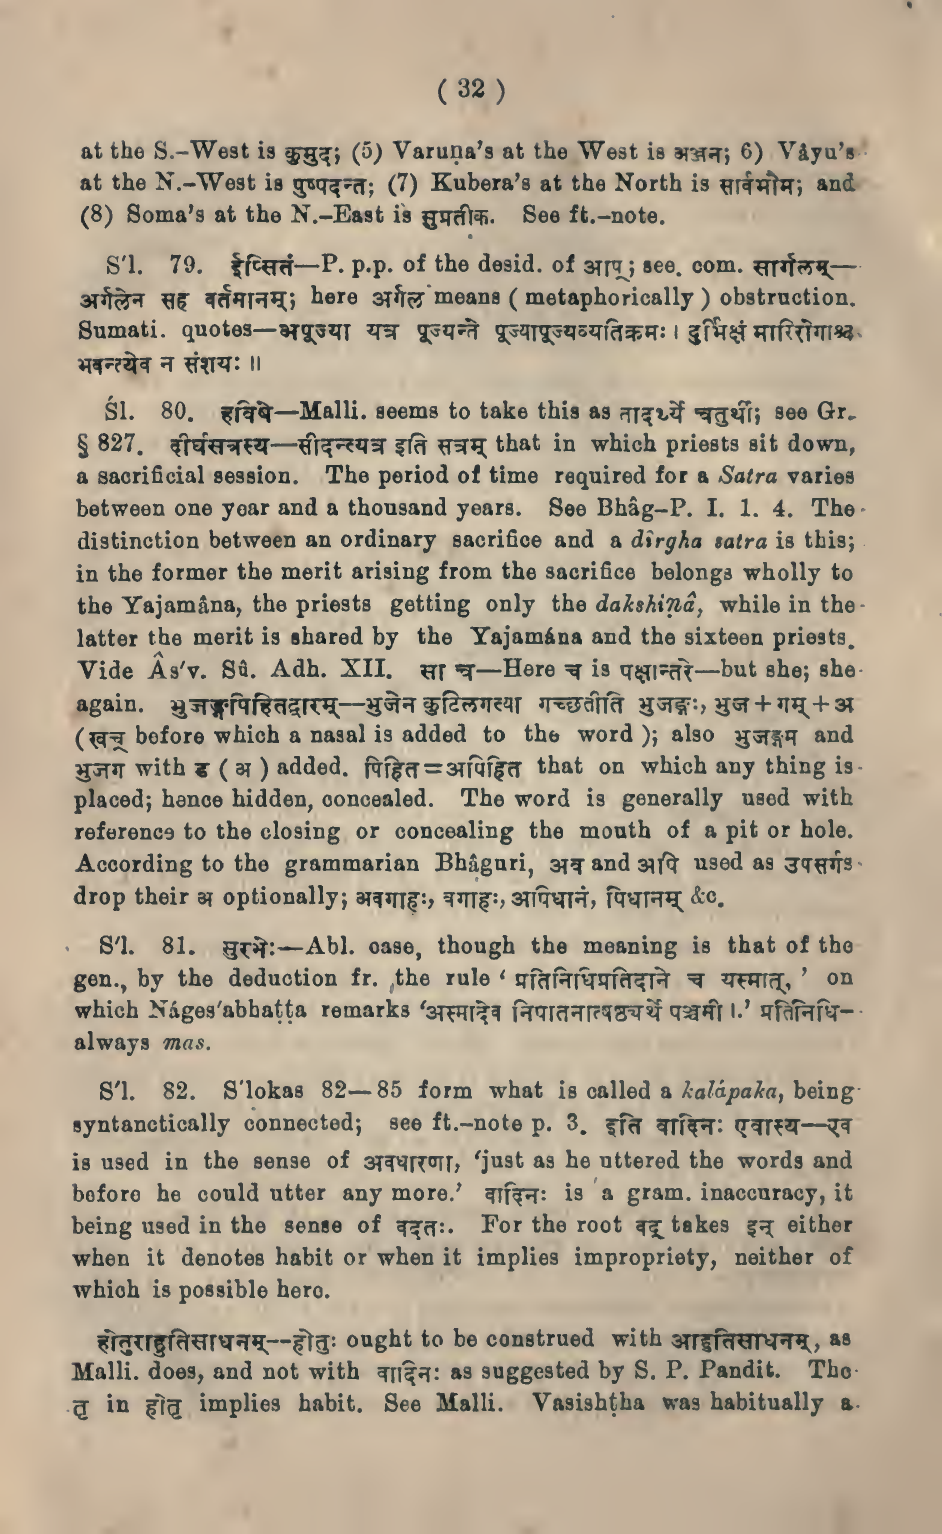 ( 32 )
at the S.–West is कुमुद; (5) Varuṇa's at the West is अञ्जन; 6) Vâyu's
at the N.–West is पुष्पदन्त; (7) Kubera's at the North is सार्वभौम; and
(8) Soma's at the N.–East is सुप्रतीक. See ft.–note.
S'l. 79. ईप्सितं—P. p.p. of the desid. of आप्; see. com. सार्गलम्—
अर्गलेन सह वर्तमानम्; here अर्गल means ( metaphorically ) obstruction.
Sumati. quotes—अपूज्या यत्र पूज्यन्ते पूज्यापूज्यव्यतिक्रमः। दुर्भिक्षं मारिरोगाश्च
भवन्त्येव न संशयः ॥
Śl. 80. हविषे—Malli. seems to take this as तादर्थ्ये चतुर्थी; see Gr.
§ 827. दीर्घसत्रस्य—सीदन्त्यत्र इति सत्रम् that in which priests sit down,
a sacrificial session. The period of time required for a Satra varies
between one year and a thousand years. See Bhâg–P. I. 1. 4. The
distinction between an ordinary sacrifice and a dîrgha satra is this;
in the former the merit arising from the sacrifice belongs wholly to
the Yajamâna, the priests getting only the dakshiṇâ, while in the
latter the merit is shared by the Yajamána and the sixteen priests.
Vide Âs'v. Sû. Adh. XII. सा च—Here च is पक्षान्तरे—but she; she
again. भुजङ्गपिहितद्वारम्—भुजेन कुटिलगत्या गच्छतीति भुजङ्गः, भुज+गम्+अ
(खच् before which a nasal is added to the word ); also भुजङ्गम and
भुजग with ड ( अ ) added. पिहित=अपिहित that on which any thing is
placed; hence hidden, concealed. The word is generally used with
reference to the closing or concealing the mouth of a pit or hole.
According to the grammarian Bhâguri, अव and अपि used as उपसर्गs
drop their अ optionally; अवगाहः, वगाहः, अपिधानं, पिधानम् &c.
S'l. 81. सुरभेः—Abl. case, though the meaning is that of the
gen., by the deduction fr. the rule ‘ प्रतिनिधिप्रतिदाने च यस्मात्, ’ on
which Náges'abhaṭṭa remarks ‘अस्मादेव निपातनात्षष्ठ्यर्थे पञ्चमी।.’ प्रतिनिधि–
always mas.
S'l. 82. S'lokas 82—85 form what is called a kalápaka, being
syntanctically connected; see ft.–note p. 3. इति वादिनः एवास्य—एव
is used in the sense of अवधारणा, ‘just as he uttered the words and
before he could utter any more.’ वादिनः is a gram. inaccuracy, it
being used in the sense of वदतः. For the root वद् takes इन् either
when it denotes habit or when it implies impropriety, neither of
which is possible here.
होतुराहुतिसाधनम्--होतुः ought to be construed with आहुतिसाधनम्, as
Malli. does, and not with वादिनः as suggested by S. P. Pandit. The
तृ in होतृ implies habit. See Malli. Vasishṭha was habitually a